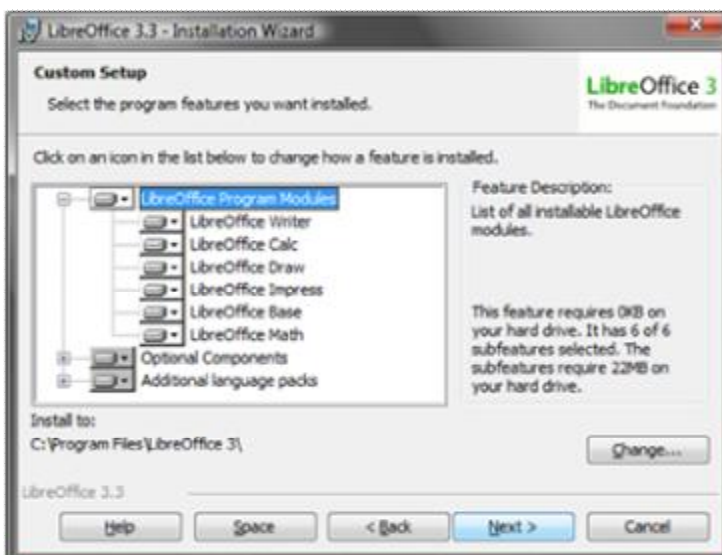 LibreOffice 3.3 - Installation Wizard
Custom Setup
Select the program features you want installed.
LibreOffice 3
The Document Foundation
Click on an icon in the list below to change how a feature is installed.
LibreOffice Program Modules
LibreOffice Writer
LibreOffice Calc
LibreOffice Draw
LibreOffice Impress
LibreOffice Base
LibreOffice Math
Optional Components
Additional language packs
Feature Description:
List of all installable LibreOffice
modules.
This feature requires 0KB on
your hard drive. It has 6 of 6
subfeatures selected. The
subfeatures require 22MB on
your hard drive.
Install to:
C:\Program Files\LibreOffice 3\
Change...
LibreOffice 3.3
Help
Space
< Back
Next >
Cancel